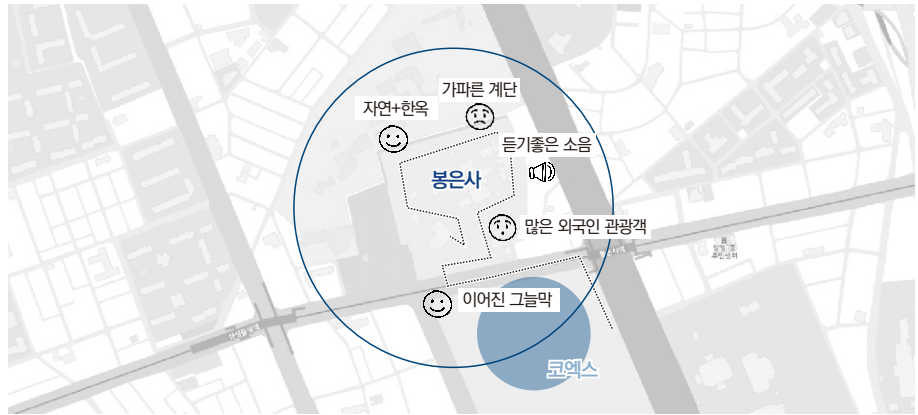 가파른 계단
자연+한옥
듣기좋은 소음
봉은사
많은 외국인 관광객
이어진 그늘막
코엑스